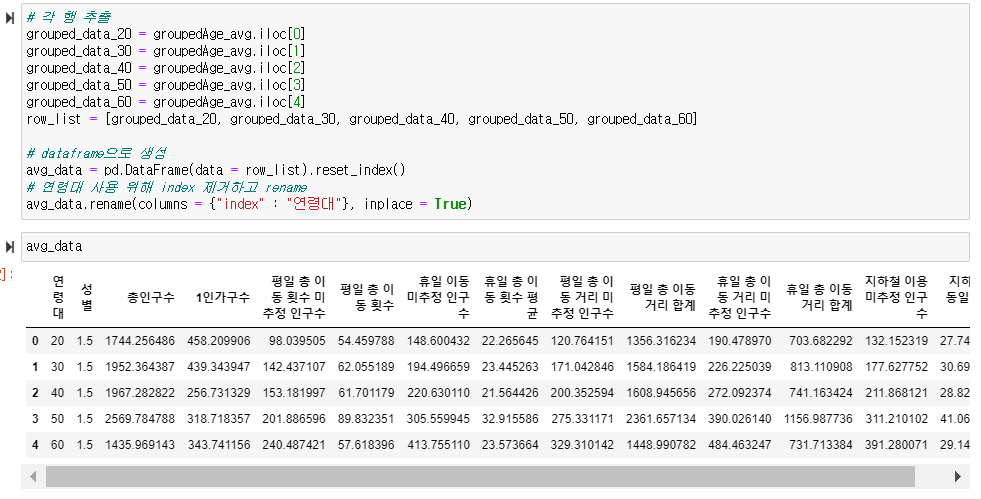 # 각 행 추출
grouped_data_20 = groupedAge_avg.iloc[0]
grouped_data_30 = groupedAge_avg.iloc[1]
grouped_data_40 = groupedAge_avg.iloc[2]
grouped_data_50 = groupedAge_avg.iloc[3]
grouped_data_60 = groupedAge_avg.iloc[4]
row_list = [grouped_data_20, grouped_data_30, grouped_data_40, grouped_data_50, grouped_data_60]
# dataframe으로 생성
avg_data = pd.DataFrame(data = row_list).reset_index()
# 연령대 사용 위해 index 제거하고 rename
avg_data.rename(columns = {"index" : "연령대"}, inplace = True)
avg_data
]:
연령대 성별 총인구수 1인가구수 평일 총 이동 횟수 미추정 인구수 평일 총 이동 횟수 휴일 이동 미추정 인구수 휴일 총 이동 횟수 평균 평일 총 이동 거리 미추정 인구수 평일 총 이동 거리 합계 휴일 총 이동 거리 미추정 인구수 휴일 총 이동 거리 합계 지하철 이용 미추정 인구수 지하 동일
0 20 1.5 1744.256486 458.209906 98.039505 54.459788 148.600432 22.265645 120.764151 1356.316234 190.478970 703.682292 132.152319 27.74
1 30 1.5 1952.364387 439.343947 142.437107 62.055189 194.496659 23.445263 171.042846 1584.186419 226.225039 813.110908 177.627752 30.69
2 40 1.5 1967.282822 256.731329 153.181997 61.701179 220.630110 21.564426 200.352594 1608.945656 272.092374 741.163424 211.868121 28.82
3 50 1.5 2569.784788 318.718357 201.886596 89.832351 305.559945 32.915586 275.331171 2361.657134 390.026140 1156.987736 311.210102 41.06
4 60 1.5 1435.969143 343.741156 240.487421 57.618396 413.755110 23.573664 329.310142 1448.990782 484.463247 731.713384 391.280071 29.14